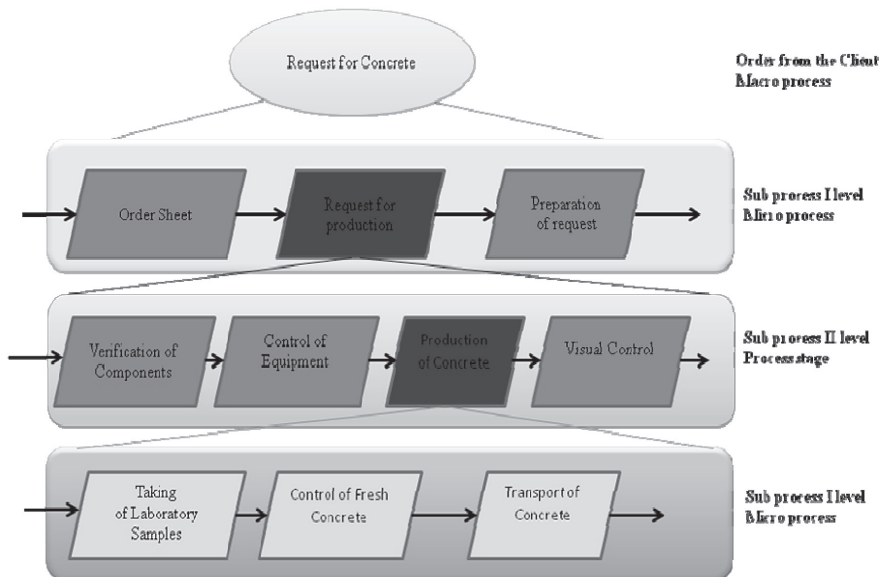 Request for Concrete
Order from the Client
Macro process
Order Sheet
Request for
production
Preparation
of request
Sub process I level
Micro process
Verification of
Components
Control of
Equipment
Production
of Concrete
Visual Control
Sub process II level
Process stage
Taking
of Laboratory
Samples
Control of Fresh
Concrete
Transport of
Concrete
Sub process I level
Micro process